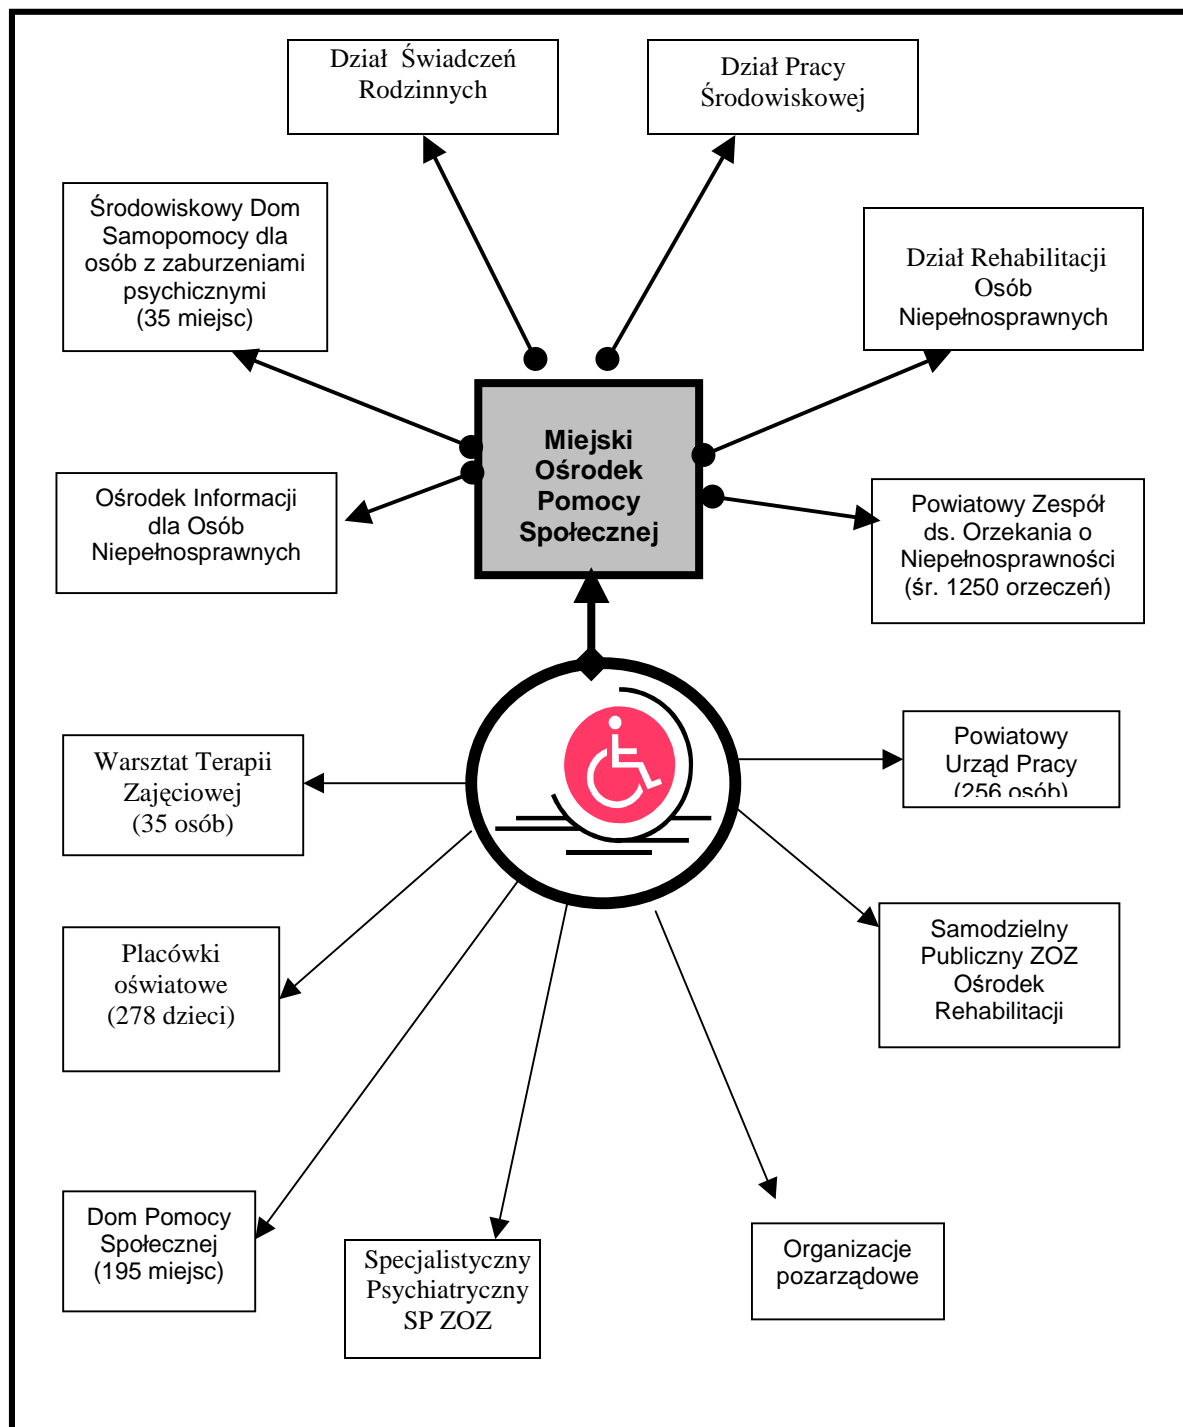 Dział Świadczeń
Rodzinnych
Dział Pracy
Środowiskowej
Środowiskowy Dom
Samopomocy dla
osób z zaburzeniami
psychicznymi
(35 miejsc)
Dział Rehabilitacji
Osób
Niepełnosprawnych
Miejski
Ośrodek
Pomocy
Społecznej
Ośrodek Informacji
dla Osób
Niepełnosprawnych
Powiatowy Zespół
ds. Orzekania o
Niepełnosprawności
(śr. 1250 orzeczeń)
Warsztat Terapii
Zajęciowej
(35 osób)
Powiatowy
Urząd Pracy
(256 osób)
Placówki
oświatowe
(278 dzieci)
Samodzielny
Publiczny ZOZ
Ośrodek
Rehabilitacji
Dom Pomocy
Społecznej
(195 miejsc)
Specjalistyczny
Psychiatryczny
SP ZOZ
Organizacje
pozarządowe